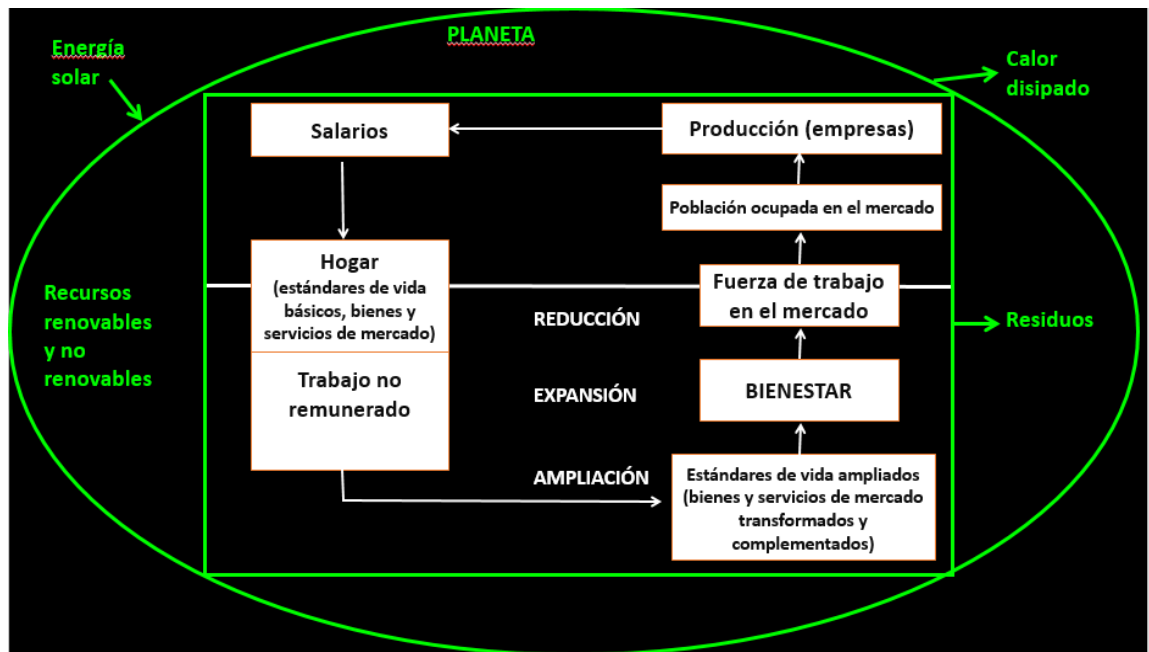 PLANETA
Energía
solar
Calor
disipado
Salarios
Producción (empresas)
Población ocupada en el mercado
Hogar
(estándares de vida
básicos, bienes y
servicios de mercado)
Fuerza de trabajo
en el mercado
Recursos
renovables
y no
renovables
REDUCCIÓN
Residuos
Trabajo no
remunerado
EXPANSIÓN
BIENESTAR
AMPLIACIÓN
Estándares de vida ampliados
(bienes y servicios de mercado
transformados y
complementados)